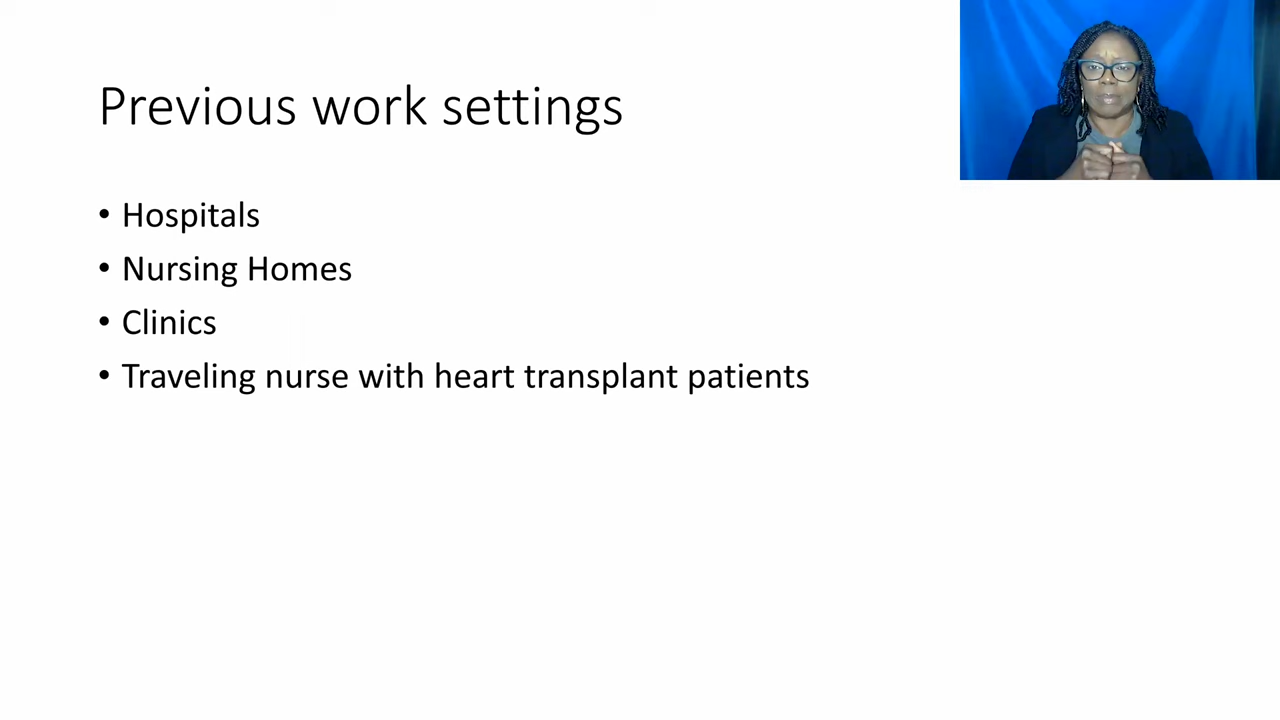 Previous work settings
• Hospitals
• Nursing Homes
• Clinics
• Traveling nurse with heart transplant patients